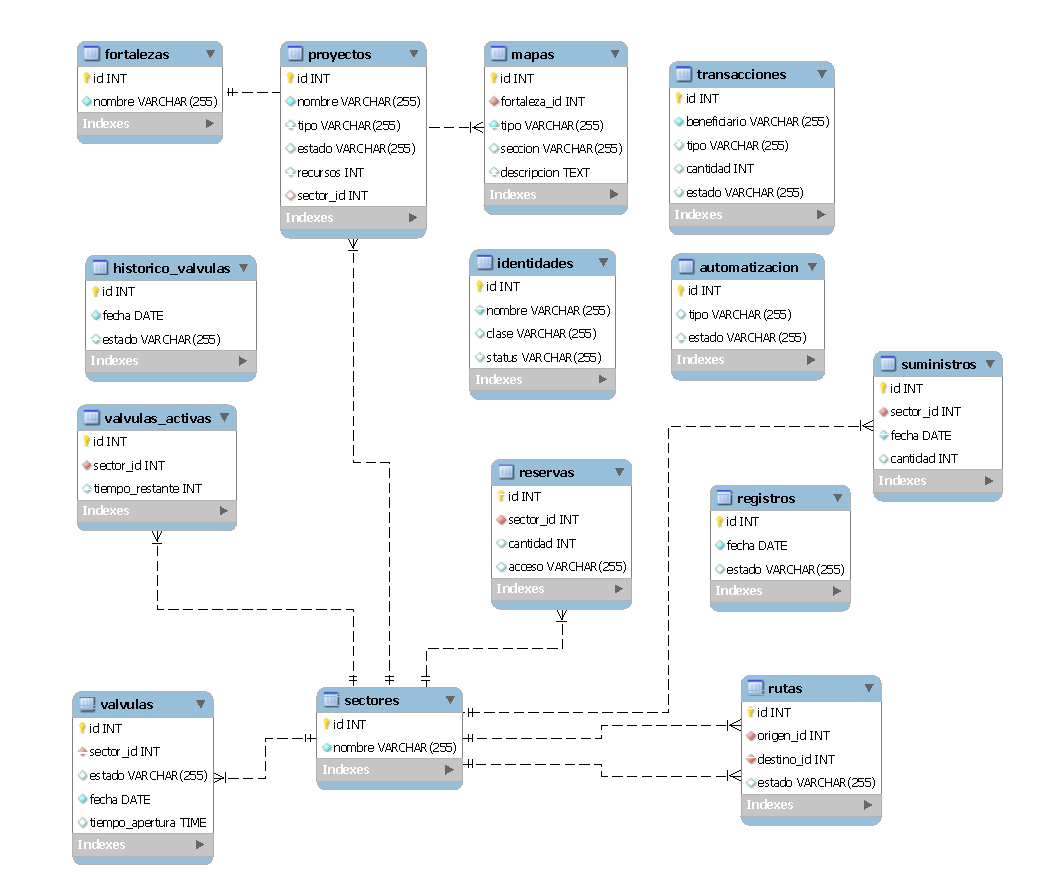 fortalezas
id INT
nombre VARCHAR(255)
Indexes
proyectos
id INT
nombre VARCHAR(255)
tipo VARCHAR(255)
estado VARCHAR(255)
recursos INT
sector_id INT
Indexes
mapas
id INT
fortaleza_id INT
tipo VARCHAR(255)
seccion VARCHAR(255)
descripcion TEXT
Indexes
transacciones
id INT
beneficiario VARCHAR(255)
tipo VARCHAR(255)
cantidad INT
estado VARCHAR(255)
Indexes
historico_valvulas
id INT
fecha DATE
estado VARCHAR(255)
Indexes
identidades
id INT
nombre VARCHAR(255)
clase VARCHAR(255)
status VARCHAR(255)
Indexes
automatizacion
id INT
tipo VARCHAR(255)
estado VARCHAR(255)
Indexes
suministros
id INT
sector_id INT
fecha DATE
cantidad INT
Indexes
valvulas_activas
id INT
sector_id INT
tiempo_restante INT
Indexes
reservas
id INT
sector_id INT
cantidad INT
acceso VARCHAR(255)
Indexes
registros
id INT
fecha DATE
estado VARCHAR(255)
Indexes
valvulas
id INT
sector_id INT
estado VARCHAR(255)
fecha DATE
tiempo_apertura TIME
Indexes
sectores
id INT
nombre VARCHAR(255)
Indexes
rutas
id INT
origen_id INT
destino_id INT
estado VARCHAR(255)
Indexes